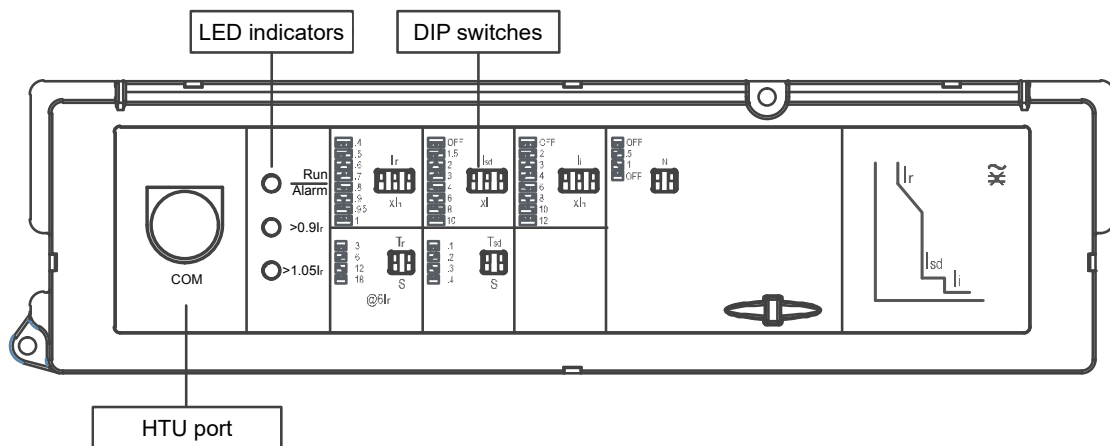 LED indicators
DIP switches
Run
Alarm
>0.9Ir
>1.05Ir
COM
.4
.5
.6
.7
.8
.9
.95
1
Ir
xIn
OFF
1.5
2
3
4
6
8
10
Isd
xI
OFF
2
3
4
6
8
10
12
Ii
xIn
OFF
.5
1
OFF
N
3
6
12
18
Tr
S
@6Ir
.1
.2
.3
.4
Tsd
S
Ir
Isd
Ii
HTU port